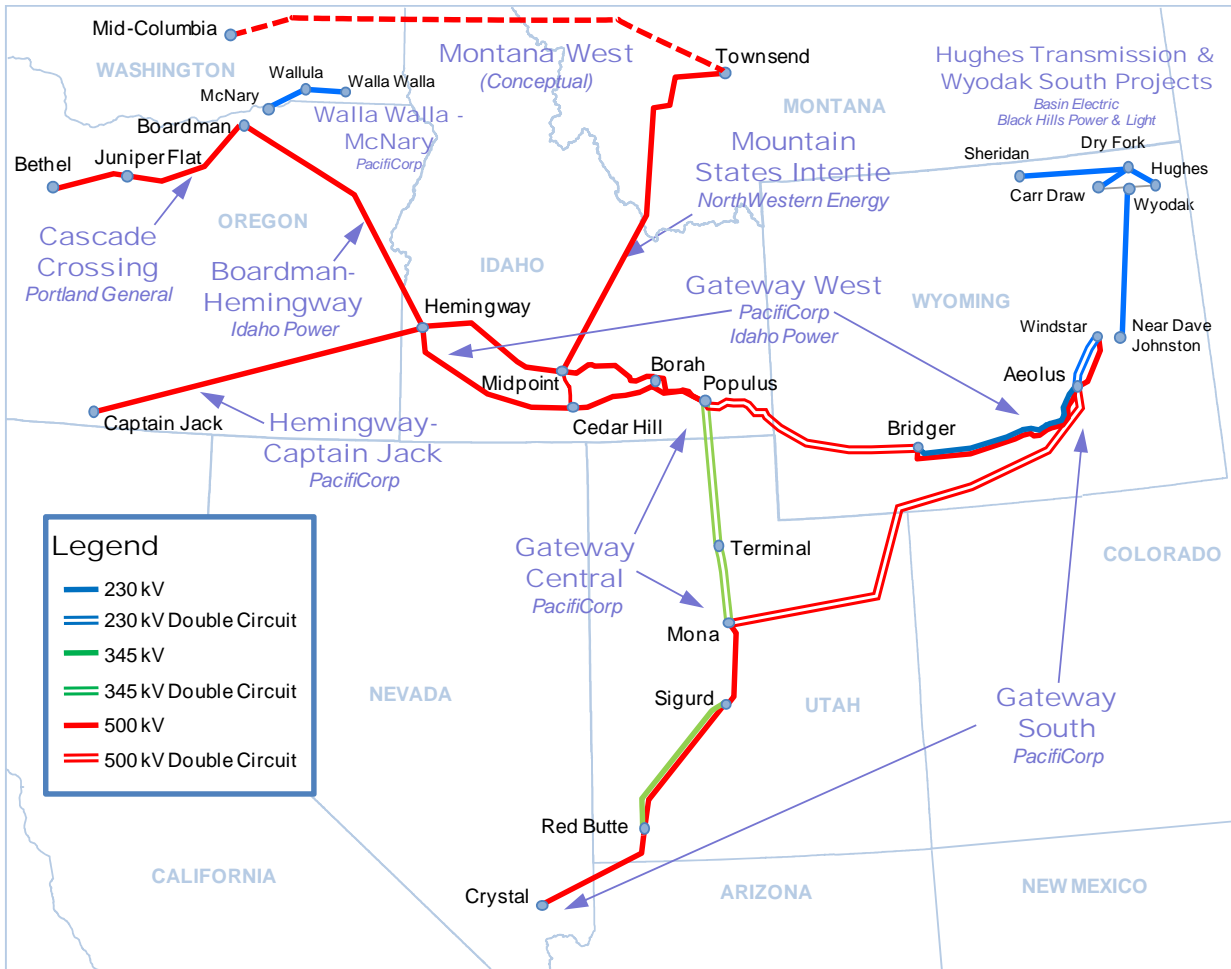 Mid-Columbia
WASHINGTON
Wallula
Walla Walla
McNary
Boardman
Walla Walla -
McNary
PacifiCorp
Montana West
(Conceptual)
Townsend
MONTANA
Hughes Transmission &
Wyodak South Projects
Basin Electric
Black Hills Power & Light
Sheridan
Dry Fork
Hughes
Carr Draw
Wyodak
Bethel
Juniper Flat
OREGON
Cascade
Crossing
Portland General
Boardman-
Hemingway
Idaho Power
Mountain
States Intertie
NorthWestern Energy
IDAHO
Gateway West
PacifiCorp
Idaho Power
WYOMING
Hemingway
Windstar
Near Dave
Johnston
Midpoint
Borah
Populus
Aeolus
Captain Jack
Cedar Hill
Bridger
Hemingway-
Captain Jack
PacifiCorp
Legend
230 kV
230 kV Double Circuit
345 kV
345 kV Double Circuit
500 kV
500 kV Double Circuit
Gateway
Central
PacifiCorp
Terminal
COLORADO
Mona
NEVADA
Sigurd
UTAH
Gateway
South
PacifiCorp
Red Butte
CALIFORNIA
Crystal
ARIZONA
NEW MEXICO